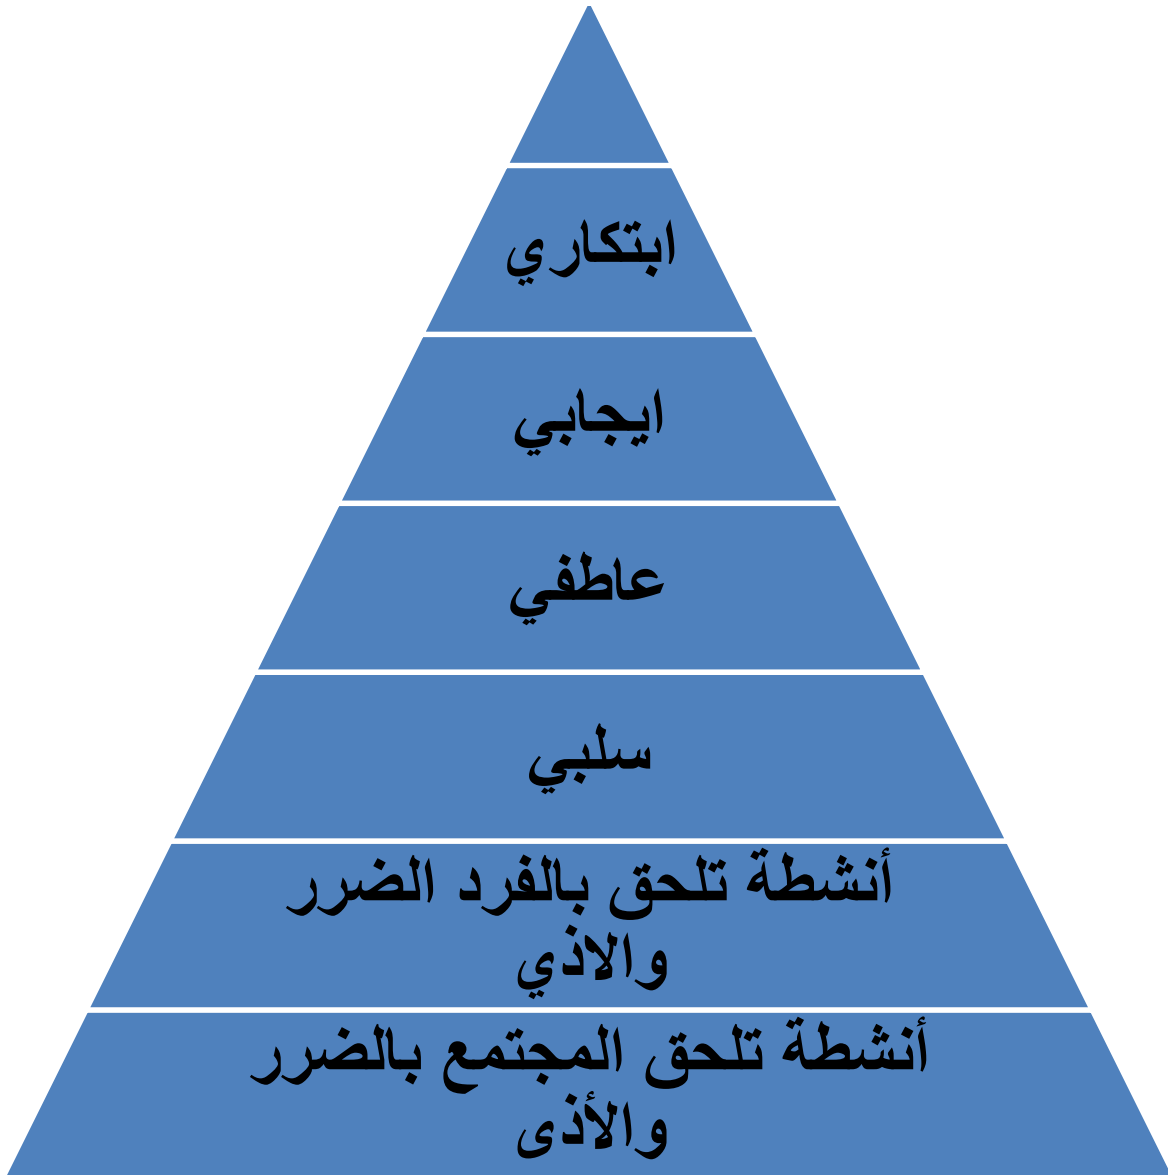 ابتكاري
ايجابي
عاطفي
سلبي
أنشطة تلحق بالفرد الضرر
والاذي
أنشطة تلحق المجتمع بالضرر
والأذى